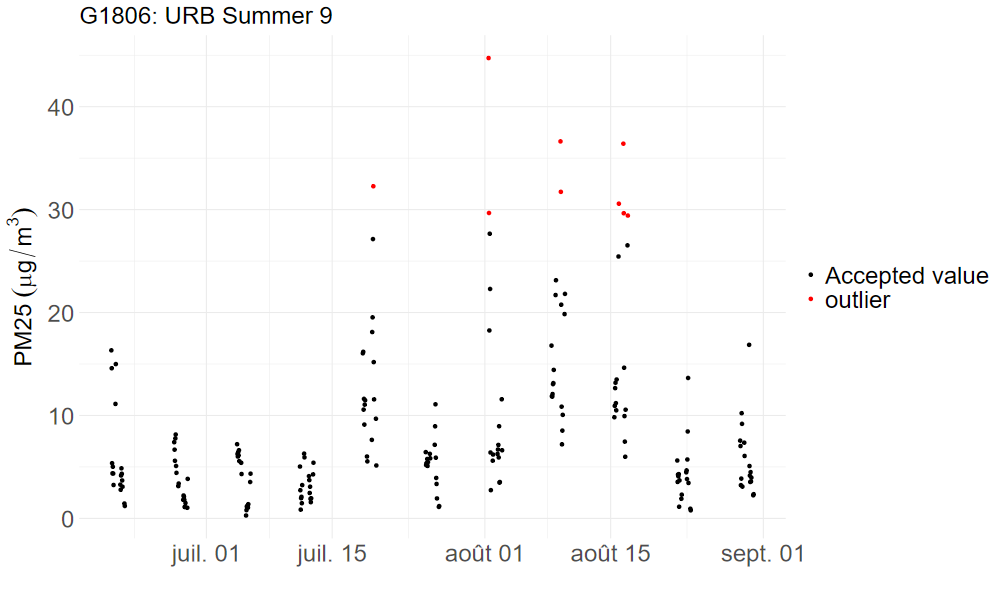 G1806: URB Summer 9
PM25 (μg/m³)
40
30
20
10
0
juil. 01
juil. 15
août 01
août 15
sept. 01
Accepted value
outlier